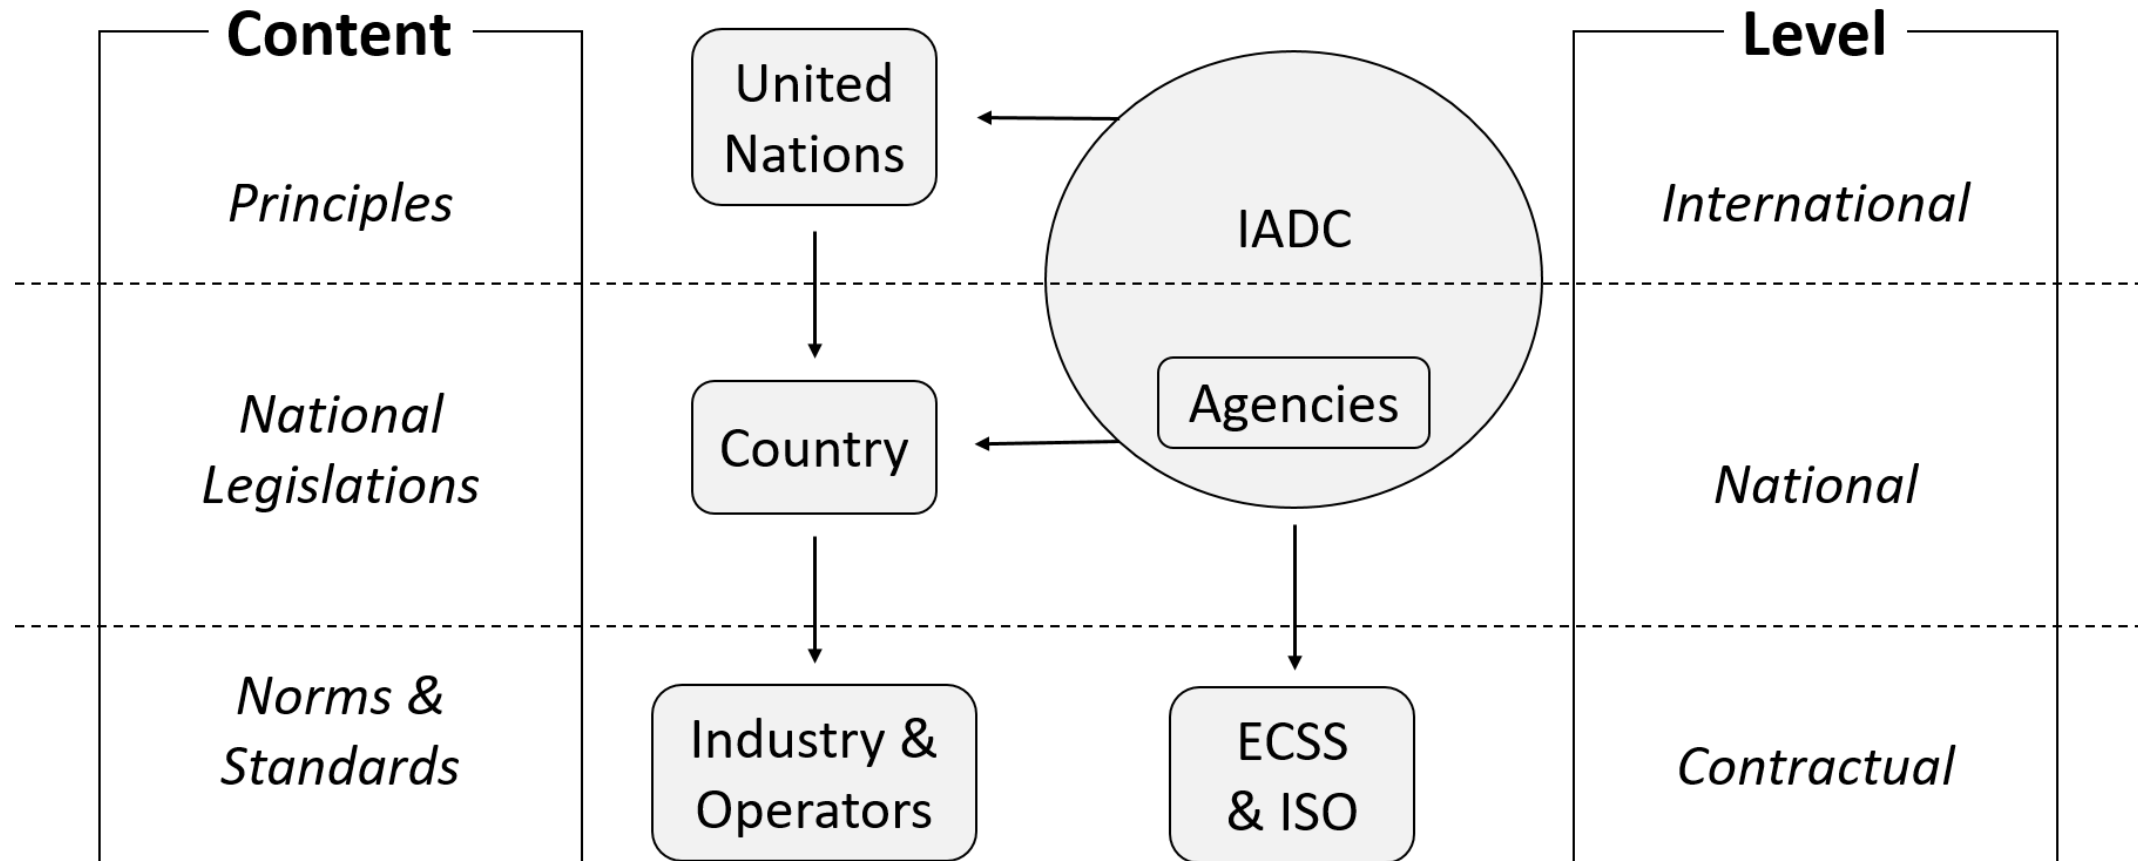 Content
Level
United
Nations
Principles
IADC
International
National
Legislations
Country
Agencies
National
Norms &
Standards
Industry &
Operators
ECSS
& ISO
Contractual